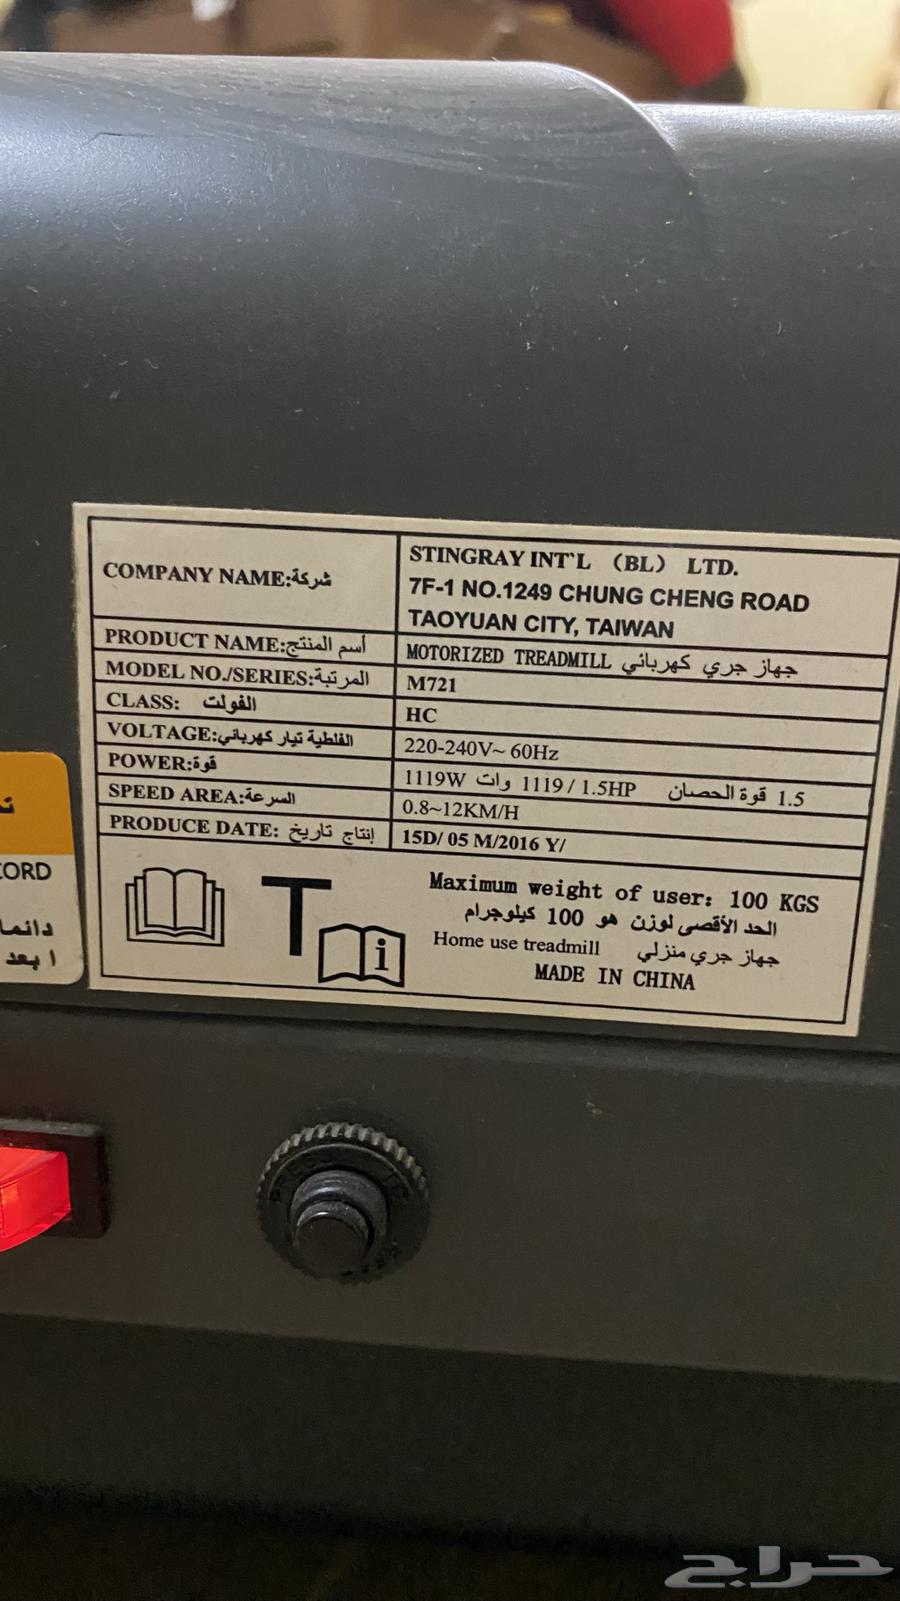 COMPANY NAME:شركة
STINGRAY INT`L （BL） LTD.
7F-1 NO.1249 CHUNG CHENG ROAD
TAOYUAN CITY, TAIWAN
PRODUCT NAME:أسم المنتج
MOTORIZED TREADMILL جهاز جري كهربائي
MODEL NO./SERIES:المرتبة
M721
CLASS: الفولت
HC
VOLTAGE:الفلطية تيار كهربائي
220-240V~ 60Hz
POWER:قوة
1119W وات 1119 / 1.5HP قوة الحصان 1.5
SPEED AREA:السرعة
0.8~12KM/H
PRODUCE DATE: إنتاج تاريخ
15D/ 05 M/2016 Y/
T
i
Maximum weight of user: 100 KGS
الحد الأقصى لوزن هو 100 كيلوجرام
Home use treadmill جهاز جري منزلي
MADE IN CHINA
CORD
دائما
ابعد
PRESS
حراج